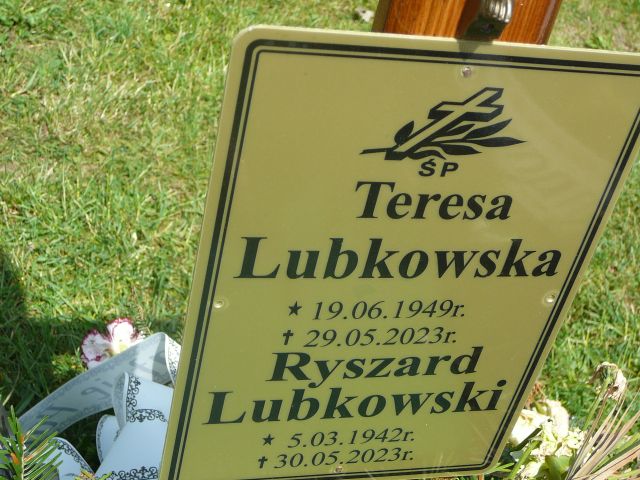 ŚP
Teresa
Lubkowska
★ 19.06.1949r.
✝ 29.05.2023r.
Ryszard
Lubkowski
★ 5.03.1942r.
✝ 30.05.2023r.